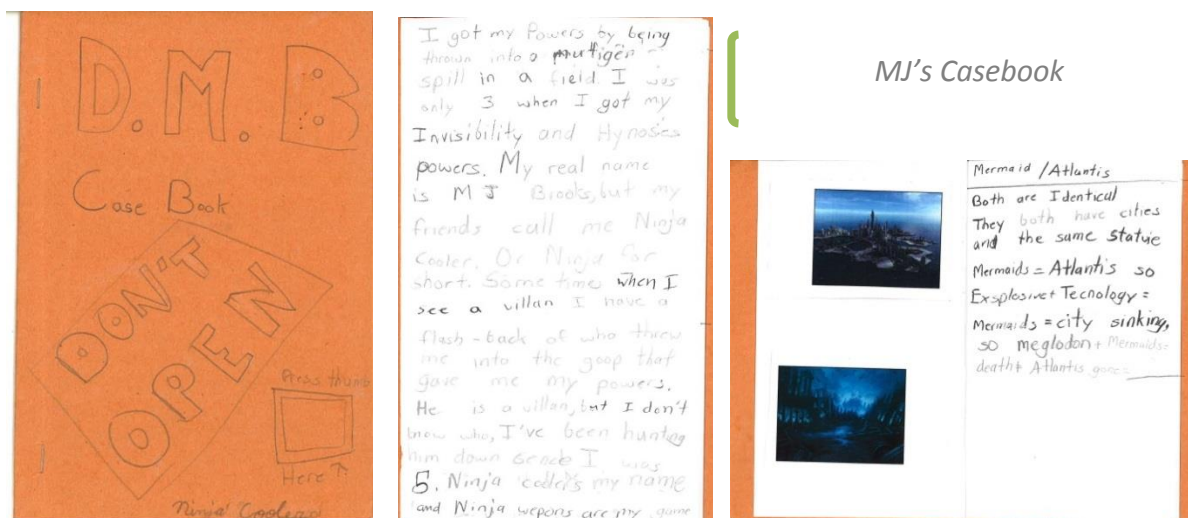 D.M.B
Case Book
DON'T
OPEN
Press thumb
Here
Ninja Cooler
I got my Powers by being
thrown into a
spill in a field I was
only 3 when I got my
Invisibility and Hynoses
powers. My real name
is MJ Brooks, but my
friends call me Ninja
Cooler. Or Ninja for
short. Some time when I
see a villan I have a
flash-back of who threw
me into the goop that
gave me my powers.
He is a villan, but I don't
know who, I've been hunting
him down sence I was
5. Ninja cooler's my name
and Ninja wepons are my game
MJ's Casebook
Mermaid /Atlantis
Both are Identical
They both have cities
and the same statue
Mermaids = Atlantis so
Exsplosive+ Tecnology =
Mermaids = city sinking,
so meglodon + Mermaids=
death+ Atlantis gone=